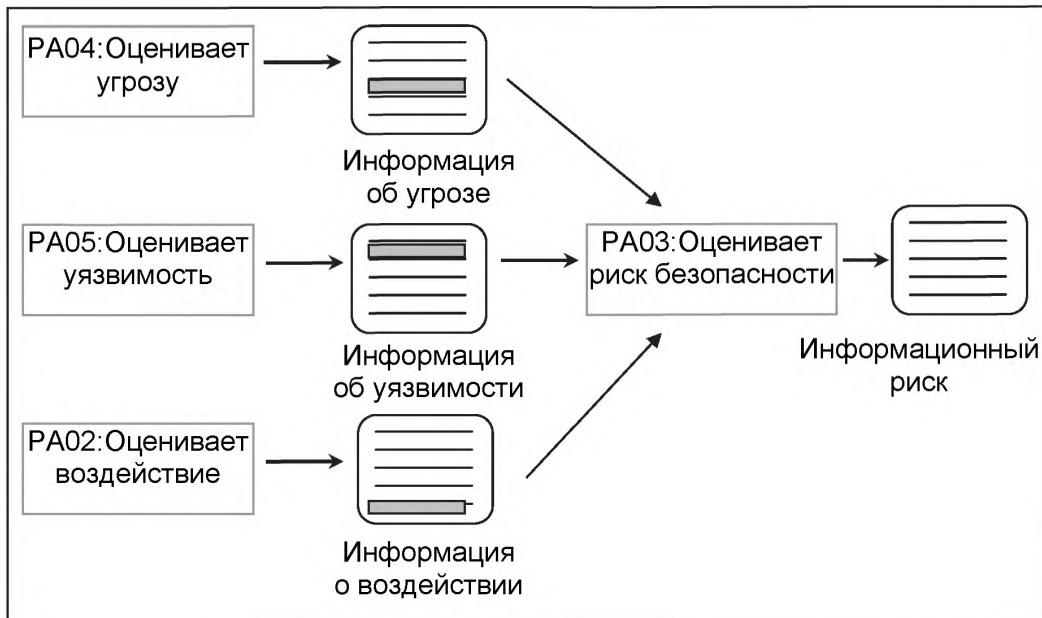 PA04:Оценивает
угрозу
Информация
об угрозе
PA05:Оценивает
уязвимость
Информация
об уязвимости
PA03:Оценивает
риск безопасности
Информационный
риск
PA02:Оценивает
воздействие
Информация
о воздействии